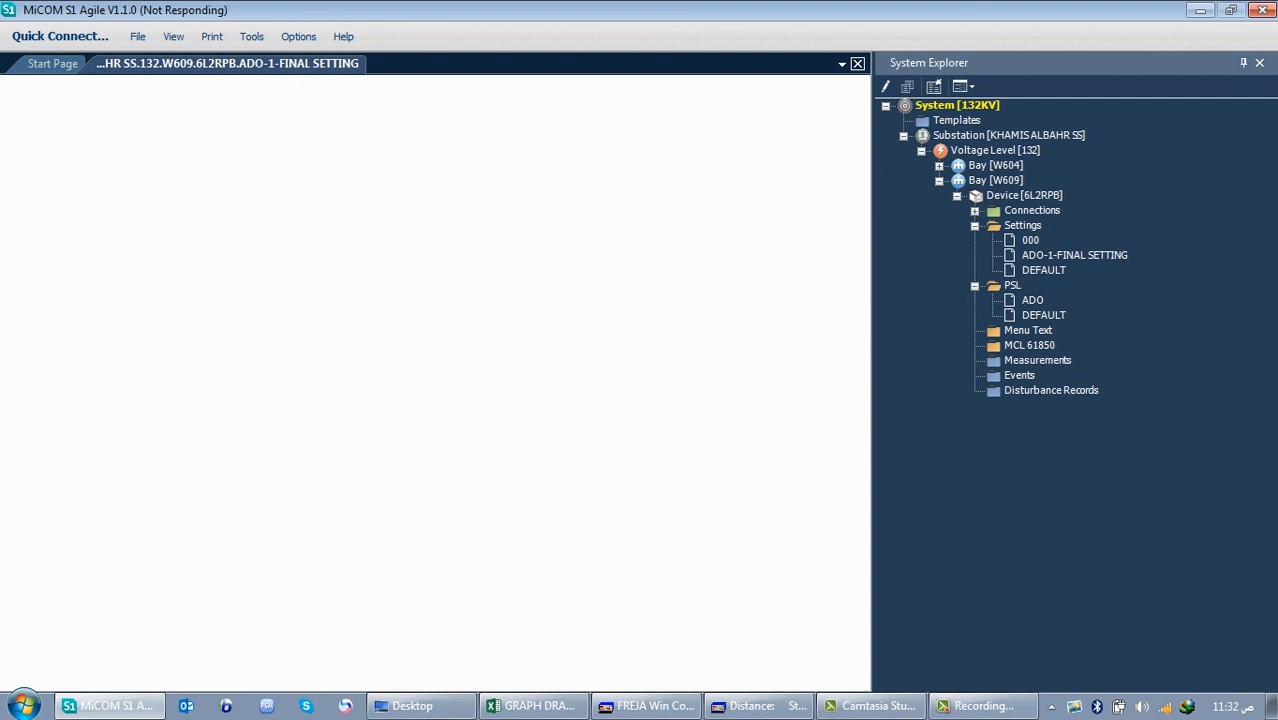 MiCOM S1 Agile V1.1.0 (Not Responding)
Quick Connect... File View Print Tools Options Help
Start Page ...HR SS.132.W609.6L2RPB.ADO-1-FINAL SETTING
System Explorer
System [132KV]
Templates
Substation [KHAMIS ALBAHR SS]
Voltage Level [132]
Bay [W604]
Bay [W609]
Device [6L2RPB]
Connections
Settings
000
ADO-1-FINAL SETTING
DEFAULT
PSL
ADO
DEFAULT
Menu Text
MCL 61850
Measurements
Events
Disturbance Records
S1 MiCOM S1 A... Desktop GRAPH DRA... FREJA Win Co... Distance: St... Camtasia Stu... Recording... 11:32 ص